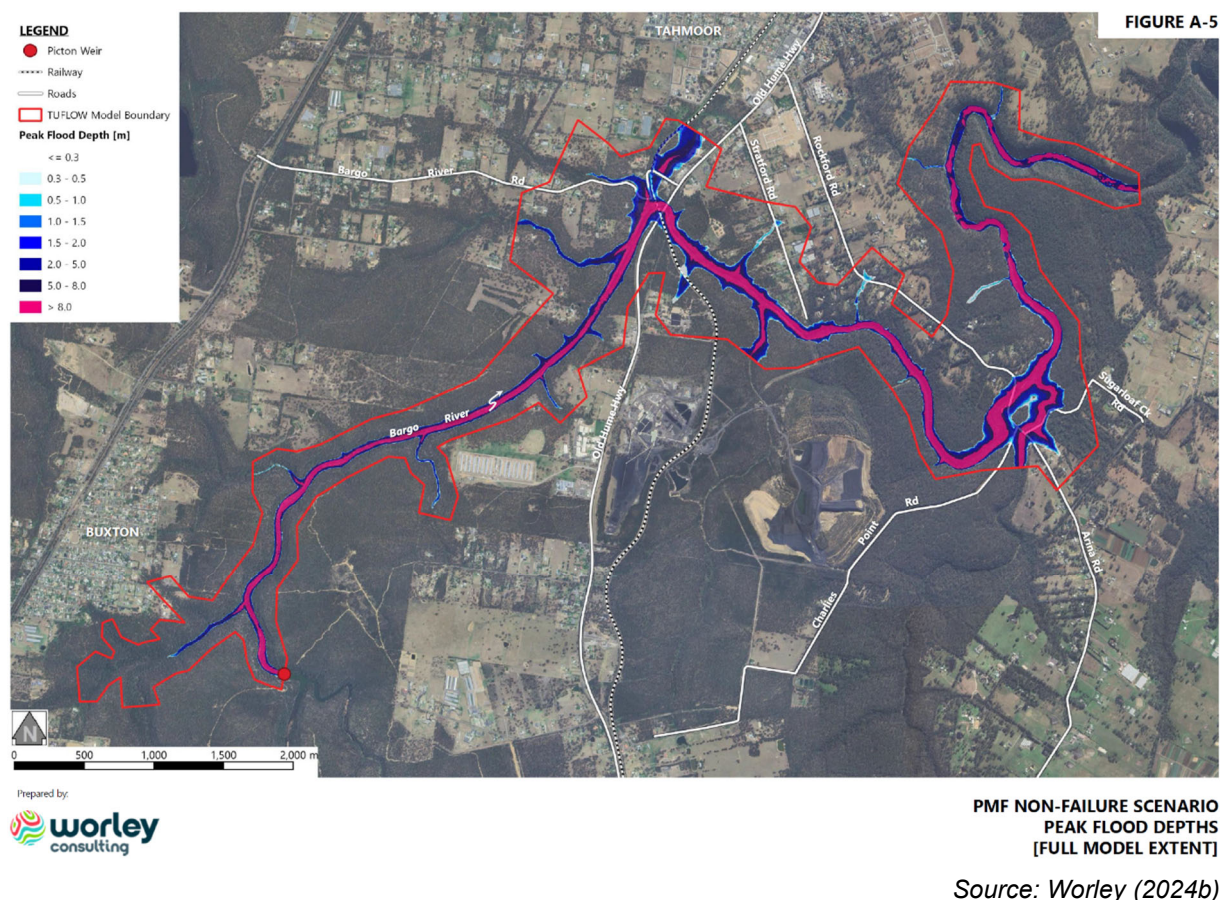 FIGURE A-5
LEGEND
Picton Weir
Railway
Roads
TUFLOW Model Boundary
Peak Flood Depth [m]
<= 0.3
0.3 - 0.5
0.5 - 1.0
1.0 - 1.5
1.5 - 2.0
2.0 - 5.0
5.0 - 8.0
> 8.0
TAHMOOR
Old Hume Hwy
Stratford Rd
Rockford Rd
Bargo River Rd
Bargo River
Old Hume Hwy
Sugarloaf Ck Rd
BUXTON
Charlies Point Rd
Arina Rd
N
0 500 1,000 1,500 2,000 m
Prepared by:
worley
consulting
PMF NON-FAILURE SCENARIO
PEAK FLOOD DEPTHS
[FULL MODEL EXTENT]
Source: Worley (2024b)